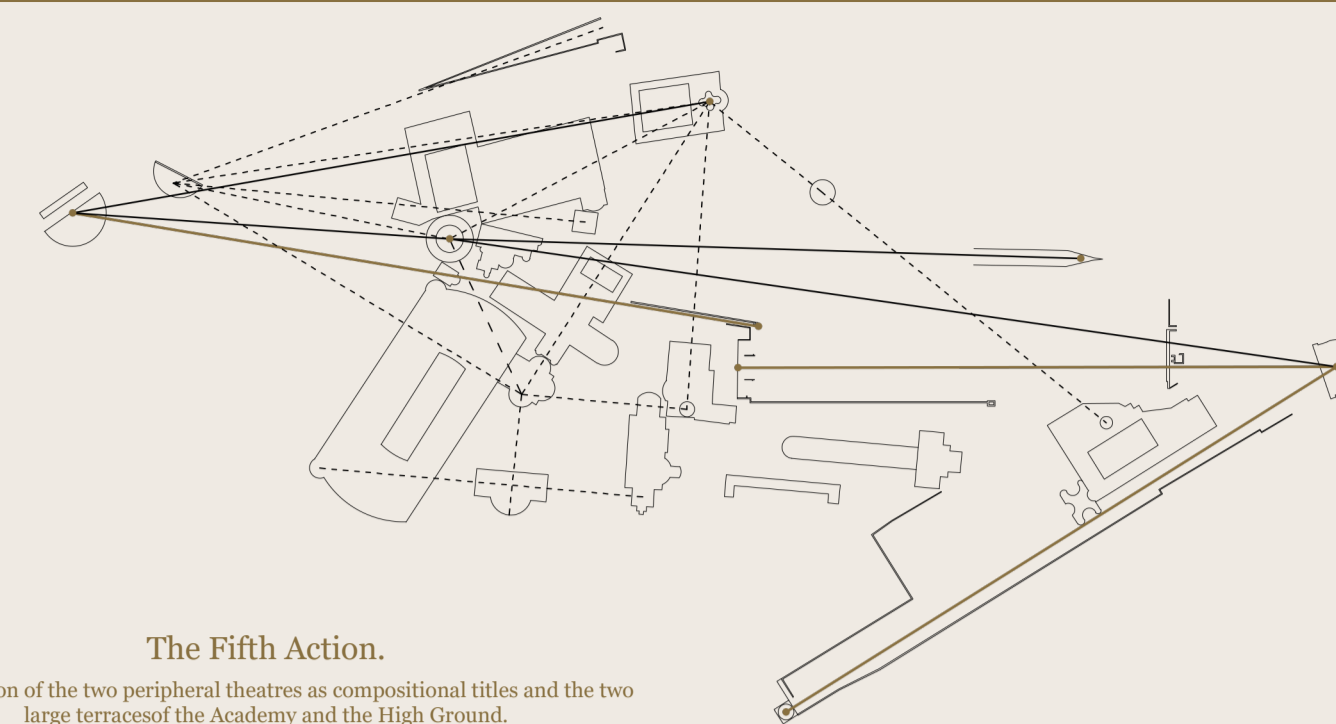 The Fifth Action.
on of the two peripheral theatres as compositional titles and the two
large terracesof the Academy and the High Ground.